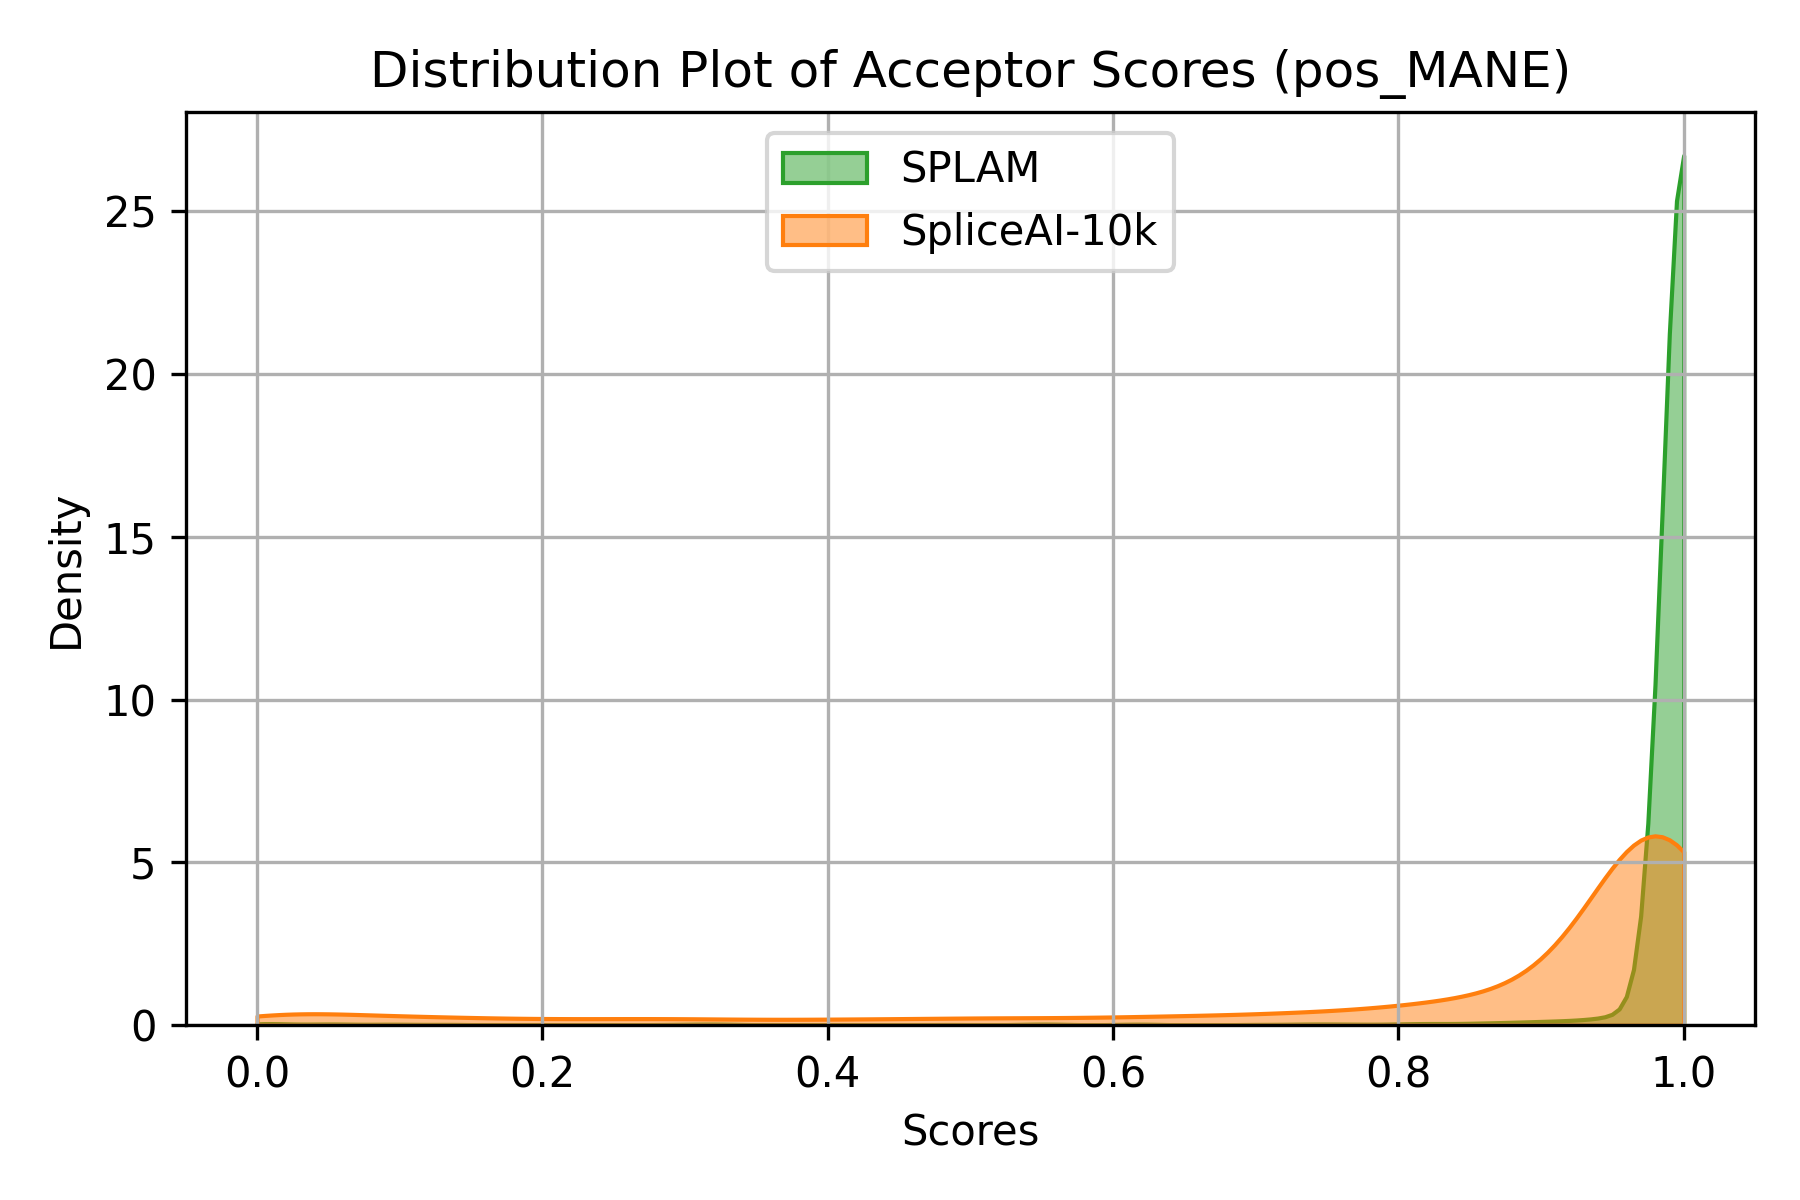 Distribution Plot of Acceptor Scores (pos_MANE)
SPLAM
SpliceAI-10k
Density
25
20
15
10
5
0
0.0 0.2 0.4 0.6 0.8 1.0
Scores